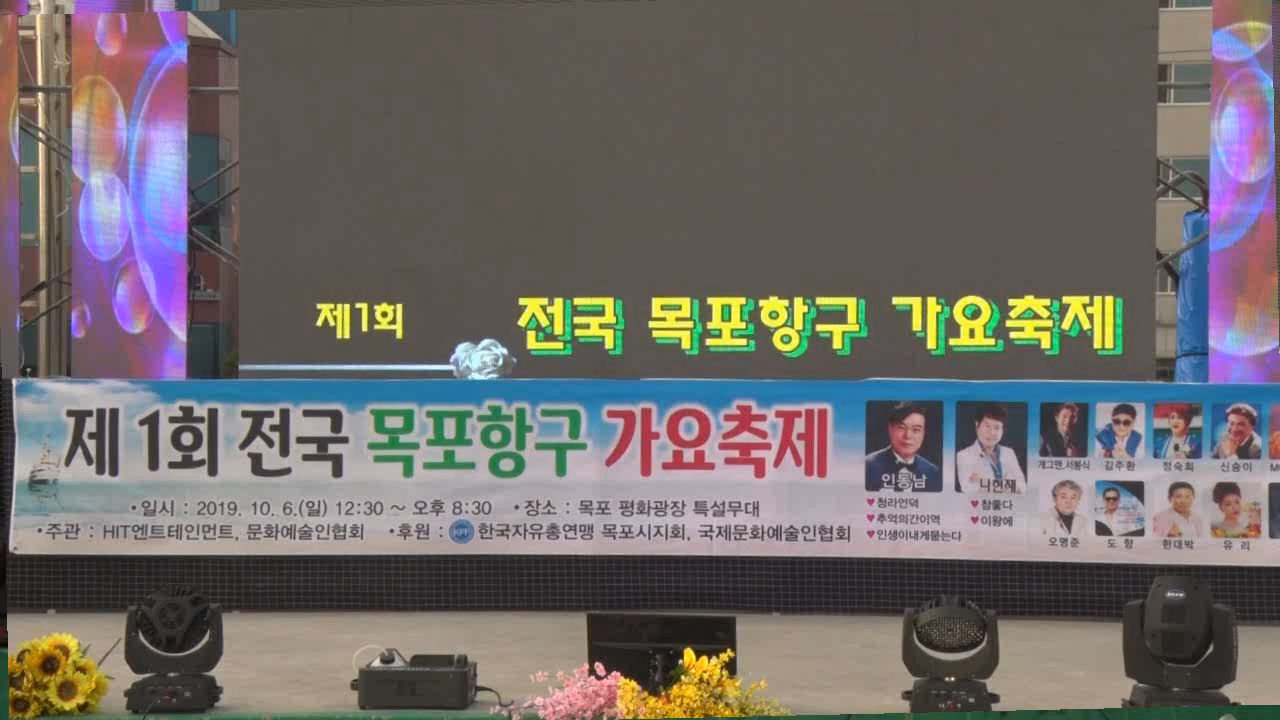 제1회 전국 목포항구 가요축제
제 1회 전국 목포항구 가요축제
•일시 : 2019. 10. 6.(일) 12:30 ~ 오후 8:30 •장소 : 목포 평화광장 특설무대
•주관 : HIT엔트테인먼트, 문화예술인협회 •후원 : KFF 한국자유총연맹 목포시지회, 국제문화예술인협회
인동남
♥청라언덕
♥추억의간이역
♥인생이내게묻는다
나현재
♥참좋다
♥이왕에
개그맨,서동식 김주환 정숙희 신송이
오명준 도 향 한대박 유 리